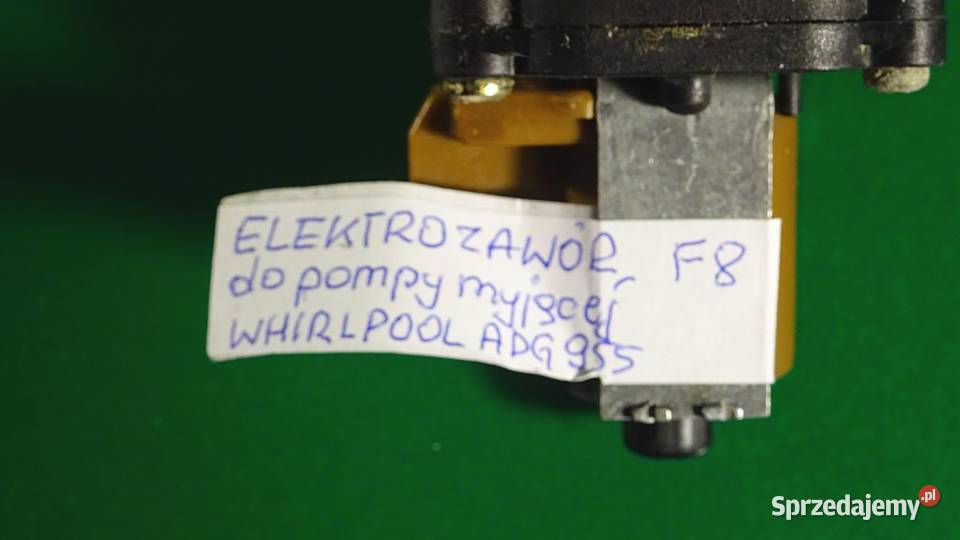 ELEKTROZAWÓR F8
do pompy myjącej
WHIRLPOOL ADG 955
Sprzedajemy.pl